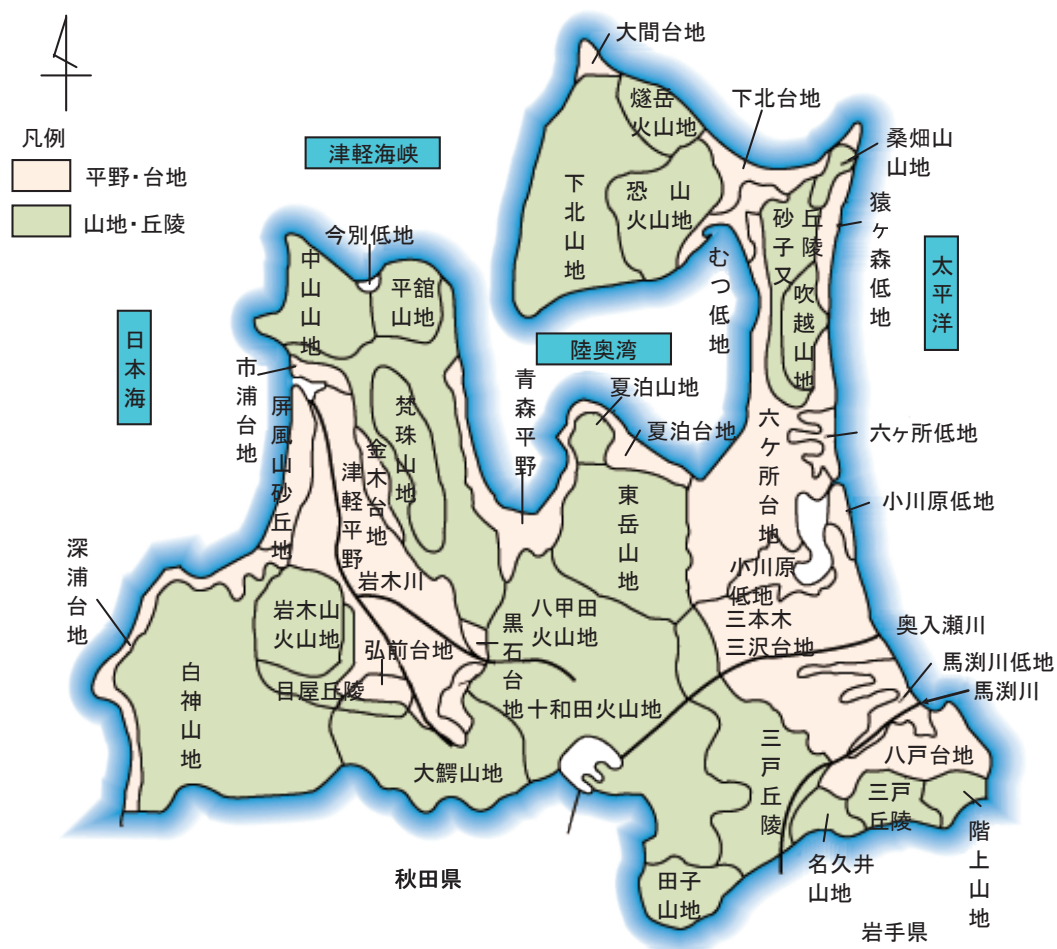 大間台地
燧岳
火山地
下北台地
桑畑山
山地
凡例
平野・台地
山地・丘陵
津軽海峡
下北山地
恐山
火山地
砂子又
丘陵
猿ヶ森低地
太平洋
今別低地
中山山地
平舘
山地
むつ低地
吹越山地
日本海
陸奥湾
市浦台地
屏風山砂丘地
青森平野
夏泊山地
夏泊台地
六ケ所台地
六ヶ所低地
梵珠山地
金木台地
津軽平野
東岳山地
小川原低地
深浦台地
岩木川
小川原
低地
岩木山
火山地
八甲田
火山地
黒石台地
三本木
三沢台地
奥入瀬川
弘前台地
馬渕川低地
馬渕川
白神山地
目屋丘陵
十和田火山地
大鰐山地
三戸丘陵
八戸台地
三戸
丘陵
階上山地
名久井
山地
田子
山地
秋田県
岩手県